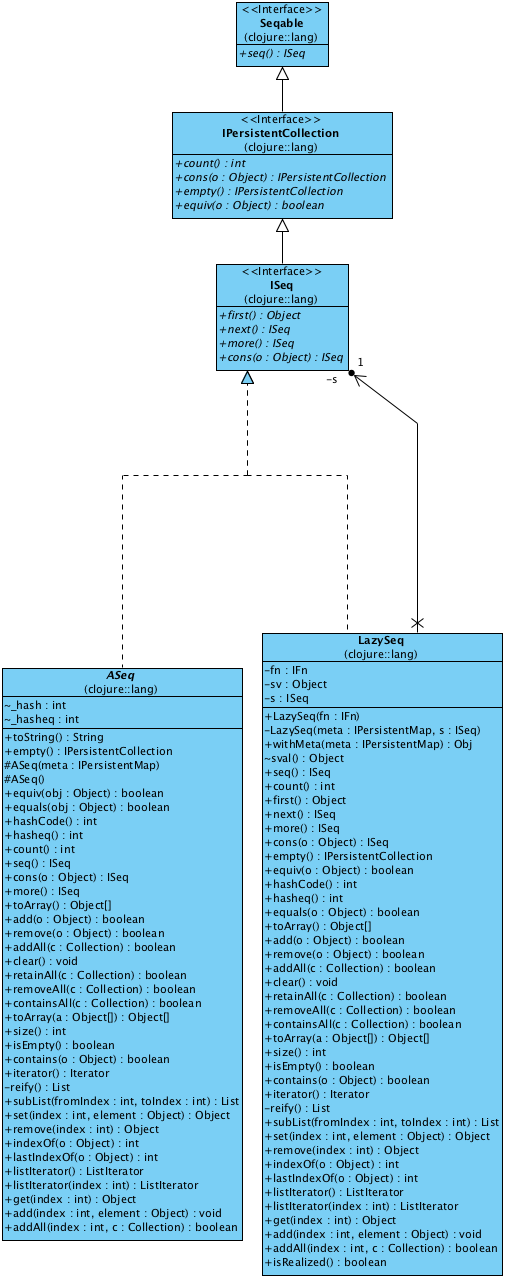 <<Interface>>
Seqable
(clojure::lang)
+seq() : ISeq
<<Interface>>
IPersistentCollection
(clojure::lang)
+count() : int
+cons(o : Object) : IPersistentCollection
+empty() : IPersistentCollection
+equiv(o : Object) : boolean
<<Interface>>
ISeq
(clojure::lang)
+first() : Object
+next() : ISeq
+more() : ISeq
+cons(o : Object) : ISeq
1
-s
ASeq
(clojure::lang)
~_hash : int
~_hasheq : int
+toString() : String
+empty() : IPersistentCollection
#ASeq(meta : IPersistentMap)
#ASeq()
+equiv(obj : Object) : boolean
+equals(obj : Object) : boolean
+hashCode() : int
+hasheq() : int
+count() : int
+seq() : ISeq
+cons(o : Object) : ISeq
+more() : ISeq
+toArray() : Object[]
+add(o : Object) : boolean
+remove(o : Object) : boolean
+addAll(c : Collection) : boolean
+clear() : void
+retainAll(c : Collection) : boolean
+removeAll(c : Collection) : boolean
+containsAll(c : Collection) : boolean
+toArray(a : Object[]) : Object[]
+size() : int
+isEmpty() : boolean
+contains(o : Object) : boolean
+iterator() : Iterator
-reify() : List
+subList(fromIndex : int, toIndex : int) : List
+set(index : int, element : Object) : Object
+remove(index : int) : Object
+indexOf(o : Object) : int
+lastIndexOf(o : Object) : int
+listIterator() : ListIterator
+listIterator(index : int) : ListIterator
+get(index : int) : Object
+add(index : int, element : Object) : void
+addAll(index : int, c : Collection) : boolean
LazySeq
(clojure::lang)
-fn : IFn
-sv : Object
-s : ISeq
+LazySeq(fn : IFn)
-LazySeq(meta : IPersistentMap, s : ISeq)
+withMeta(meta : IPersistentMap) : Obj
~sval() : Object
+seq() : ISeq
+count() : int
+first() : Object
+next() : ISeq
+more() : ISeq
+cons(o : Object) : ISeq
+empty() : IPersistentCollection
+equiv(o : Object) : boolean
+hashCode() : int
+hasheq() : int
+equals(o : Object) : boolean
+toArray() : Object[]
+add(o : Object) : boolean
+remove(o : Object) : boolean
+addAll(c : Collection) : boolean
+clear() : void
+retainAll(c : Collection) : boolean
+removeAll(c : Collection) : boolean
+containsAll(c : Collection) : boolean
+toArray(a : Object[]) : Object[]
+size() : int
+isEmpty() : boolean
+contains(o : Object) : boolean
+iterator() : Iterator
-reify() : List
+subList(fromIndex : int, toIndex : int) : List
+set(index : int, element : Object) : Object
+remove(index : int) : Object
+indexOf(o : Object) : int
+lastIndexOf(o : Object) : int
+listIterator() : ListIterator
+listIterator(index : int) : ListIterator
+get(index : int) : Object
+add(index : int, element : Object) : void
+addAll(index : int, c : Collection) : boolean
+isRealized() : boolean